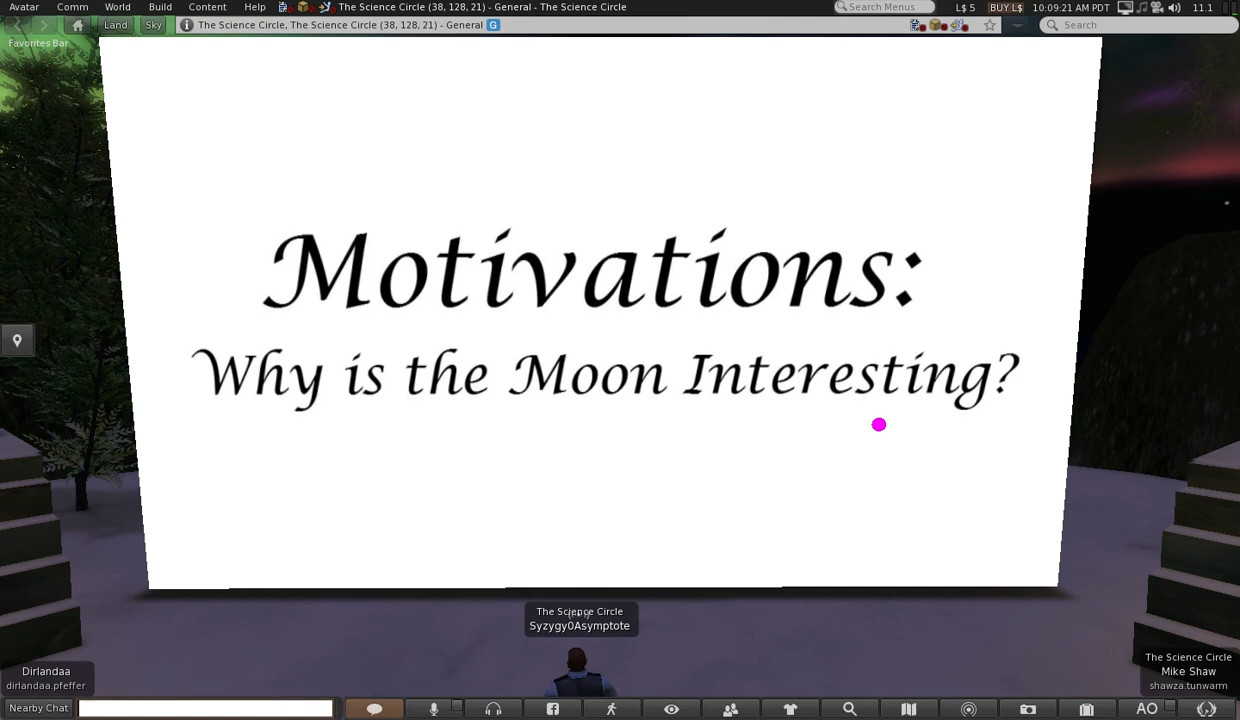 Avatar Comm World Build Content Help The Science Circle (38, 128, 21) - General - The Science Circle Search Menus L$ 5 BUY L$ 10:09:21 AM PDT 11.1
Land Sky The Science Circle, The Science Circle (38, 128, 21) - General G Search
Favorites Bar
Motivations:
Why is the Moon Interesting?
The Science Circle
Syzygy0Asymptote
Dirlandaa
dirlandaa.pfeffer
The Science Circle
Mike Shaw
shawza.tunwarm
Nearby Chat AO